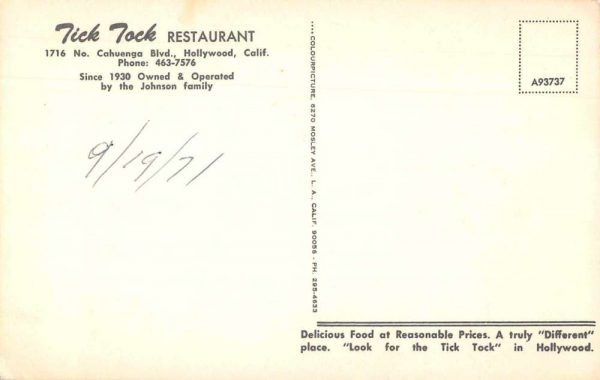 Tick Tock RESTAURANT
1716 No. Cahuenga Blvd., Hollywood, Calif.
Phone: 463-7576
Since 1930 Owned & Operated
by the Johnson family
9/19/71
COLOURPICTURE, 6270 MOSLEY AVE., L. A., CALIF. 90056 - PH. 295-4633
A93737
Delicious Food at Reasonable Prices. A truly "Different"
place. "Look for the Tick Tock" in Hollywood.